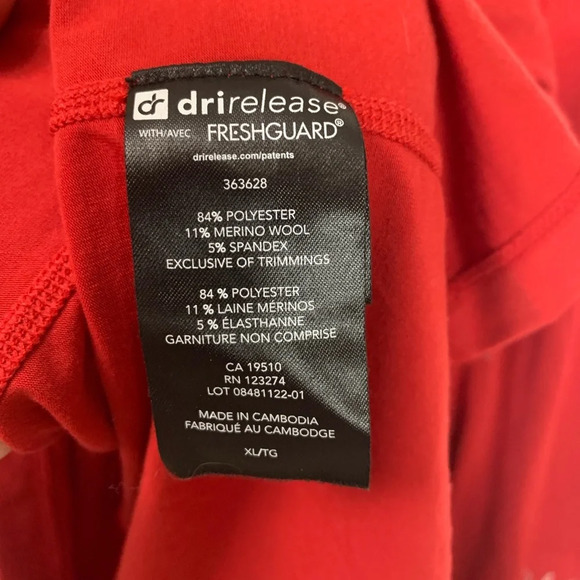 dr drirelease®
WITH/AVEC FRESHGUARD®
drirelease.com/patents
363628
84% POLYESTER
11% MERINO WOOL
5% SPANDEX
EXCLUSIVE OF TRIMMINGS
84 % POLYESTER
11 % LAINE MÉRINOS
5 % ÉLASTHANNE
GARNITURE NON COMPRISE
CA 19510
RN 123274
LOT 08481122-01
MADE IN CAMBODIA
FABRIQUÉ AU CAMBODGE
XL/TG